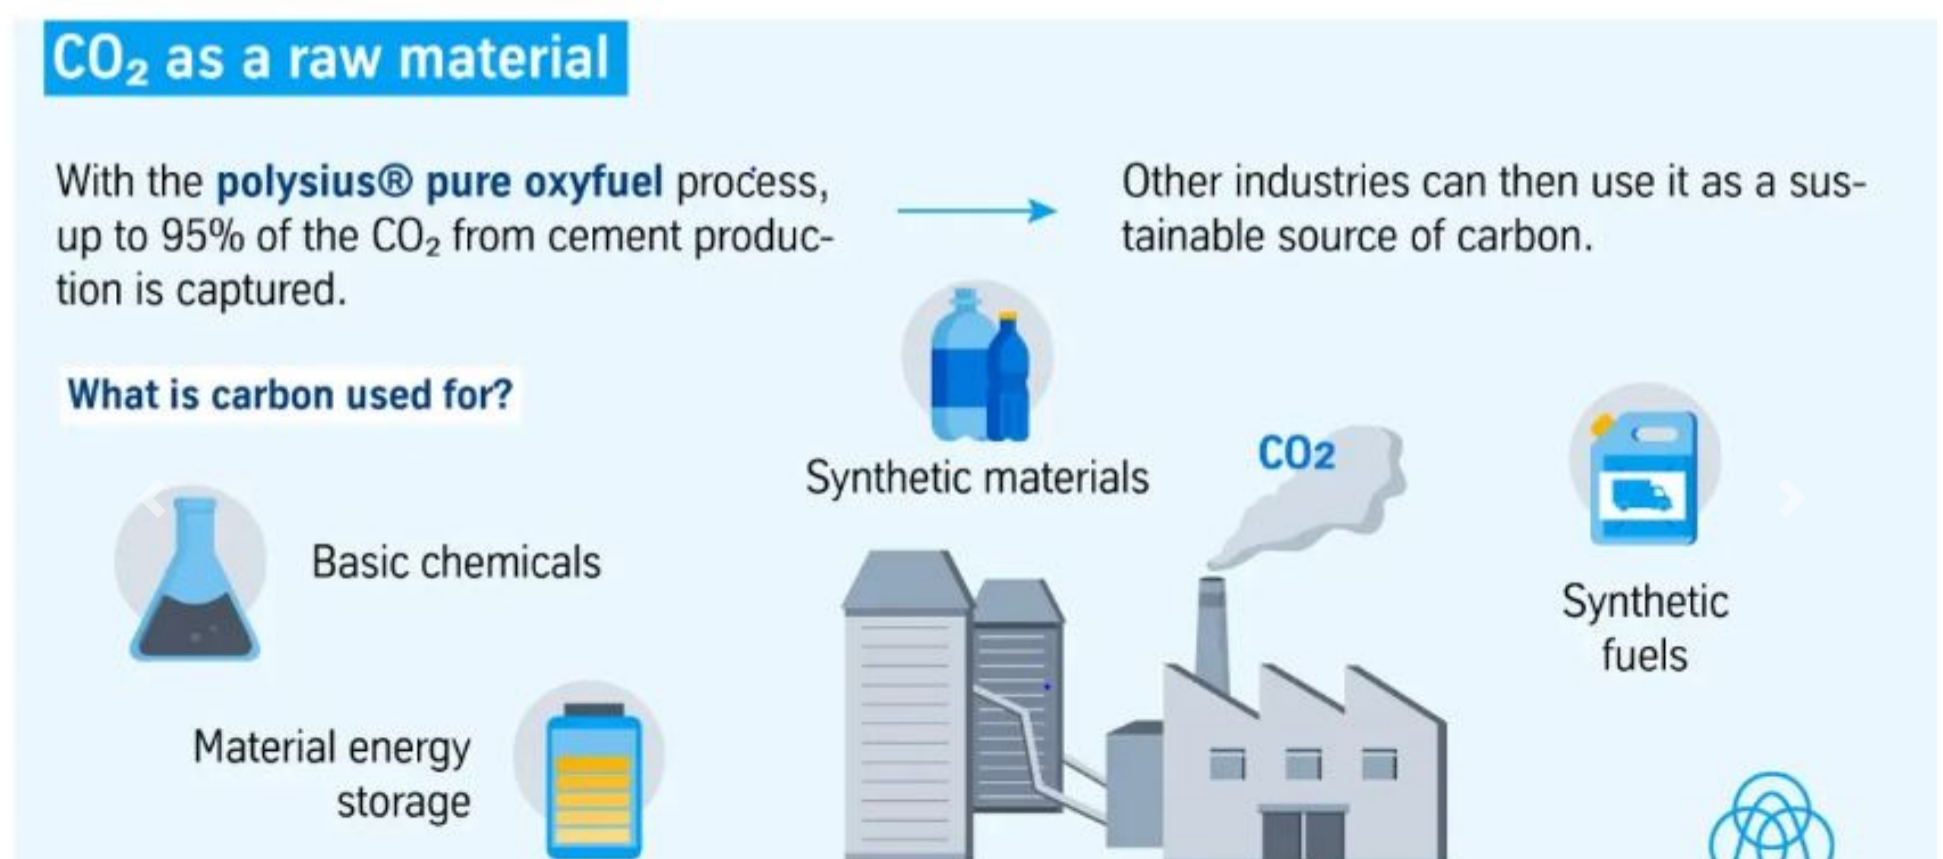 CO₂ as a raw material
With the polysius® pure oxyfuel process,
up to 95% of the CO₂ from cement produc-
tion is captured.
Other industries can then use it as a sus-
tainable source of carbon.
What is carbon used for?
Synthetic materials
CO2
Basic chemicals
Synthetic
fuels
Material energy
storage